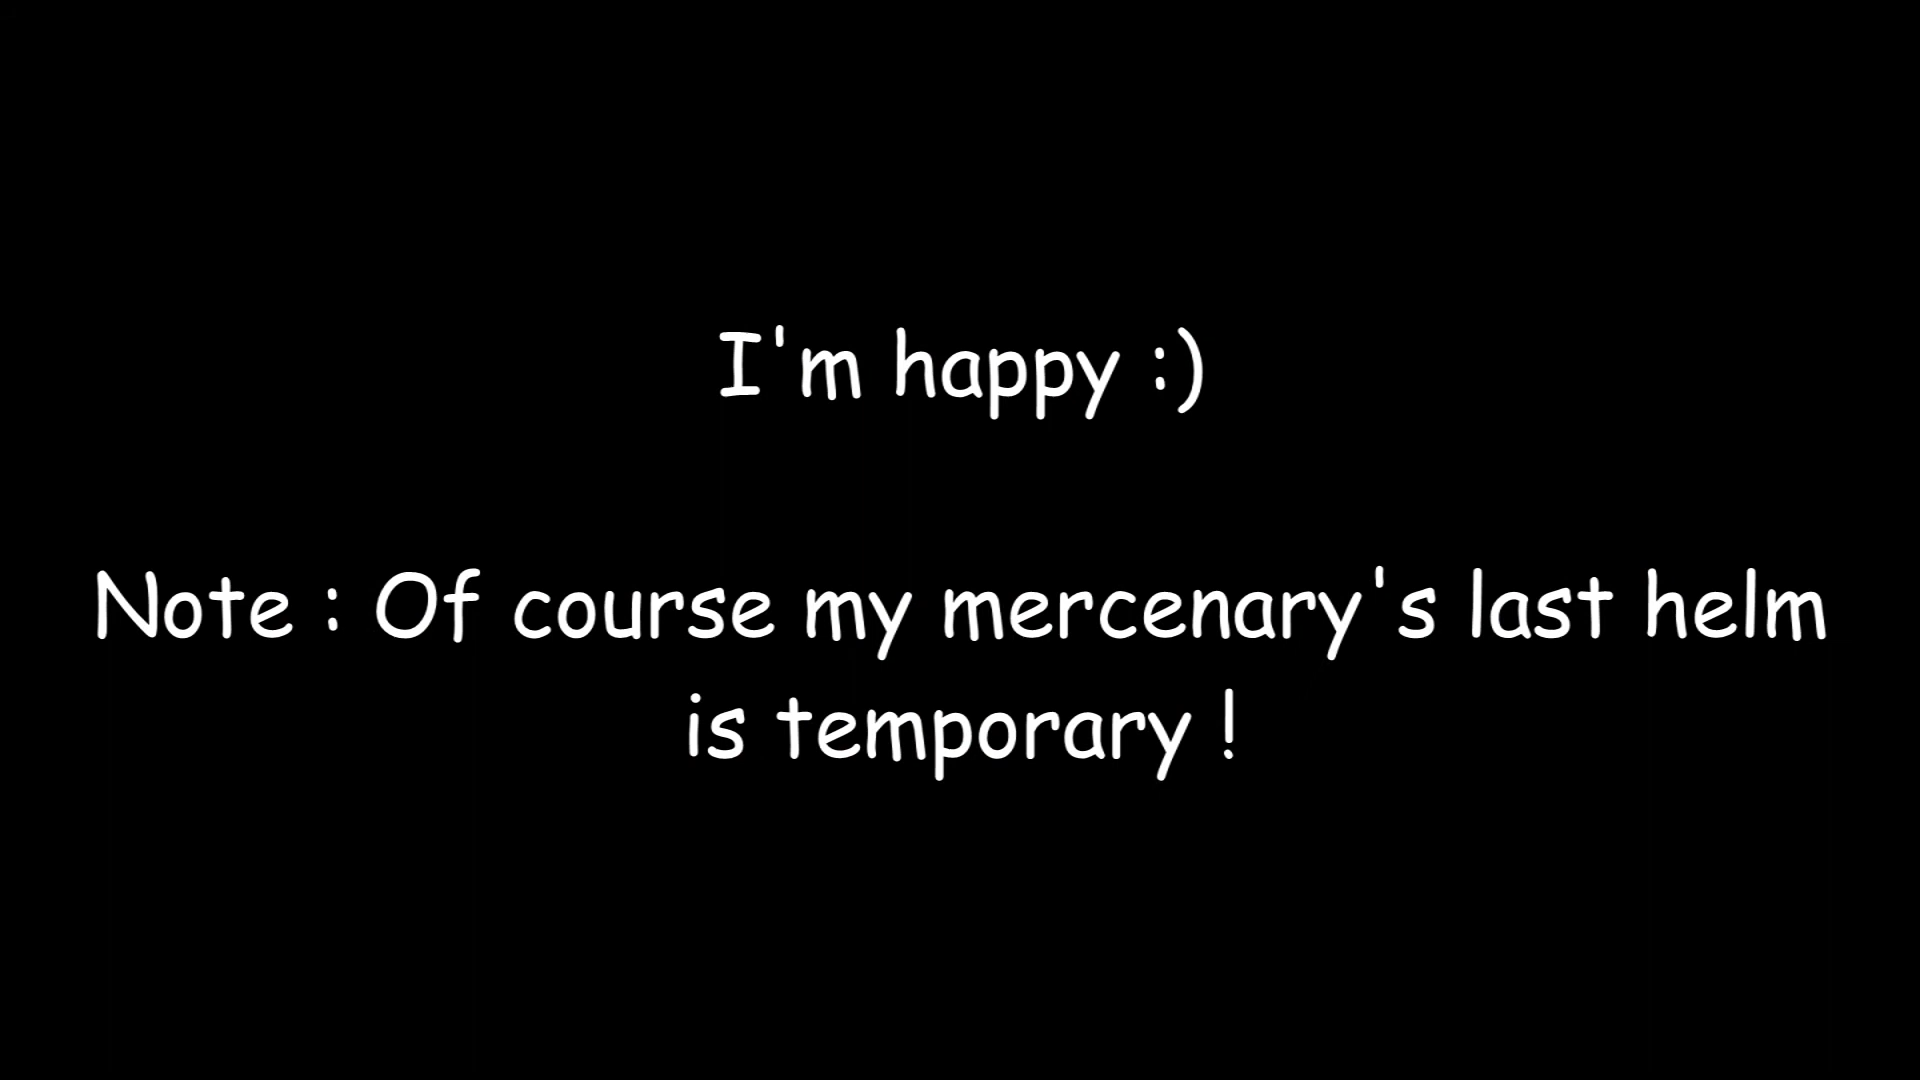 I'm happy :)
Note : Of course my mercenary's last helm
is temporary !